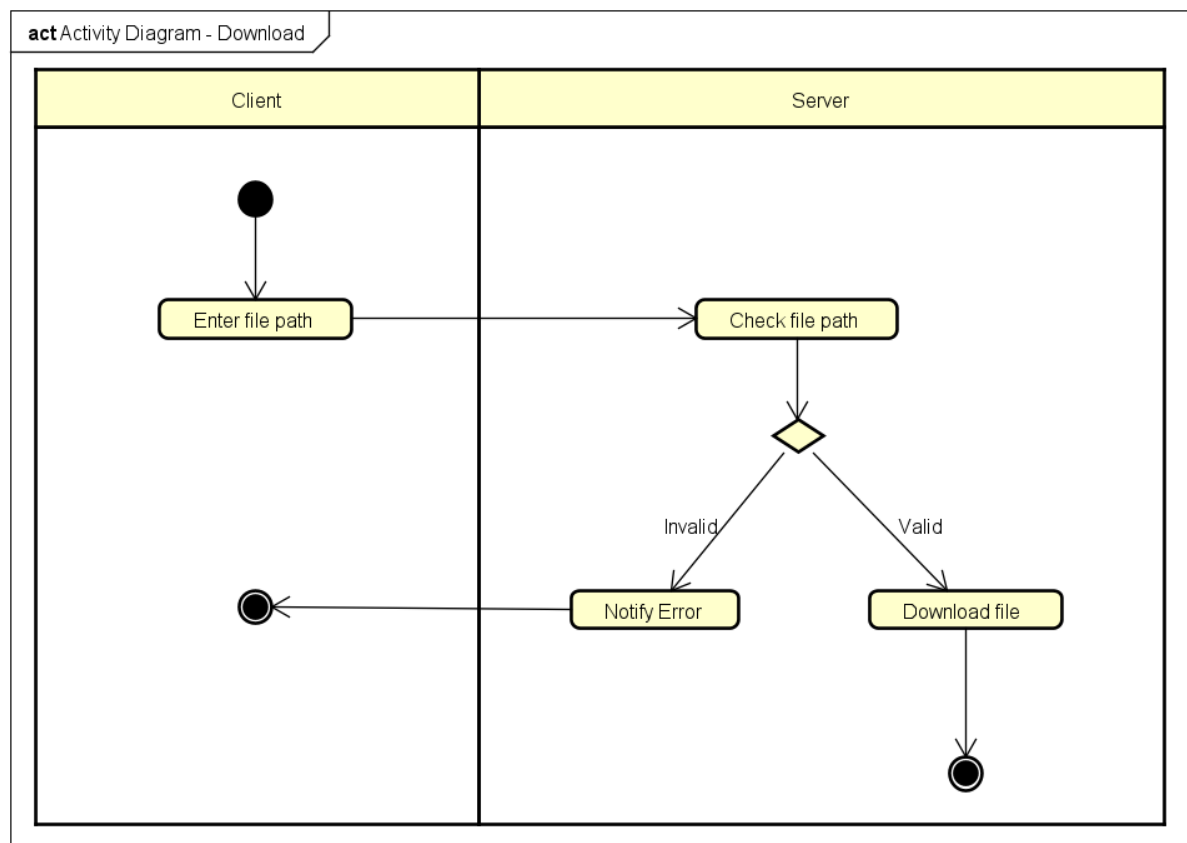 act Activity Diagram - Download
Client
Server
Enter file path
Check file path
Invalid
Valid
Notify Error
Download file